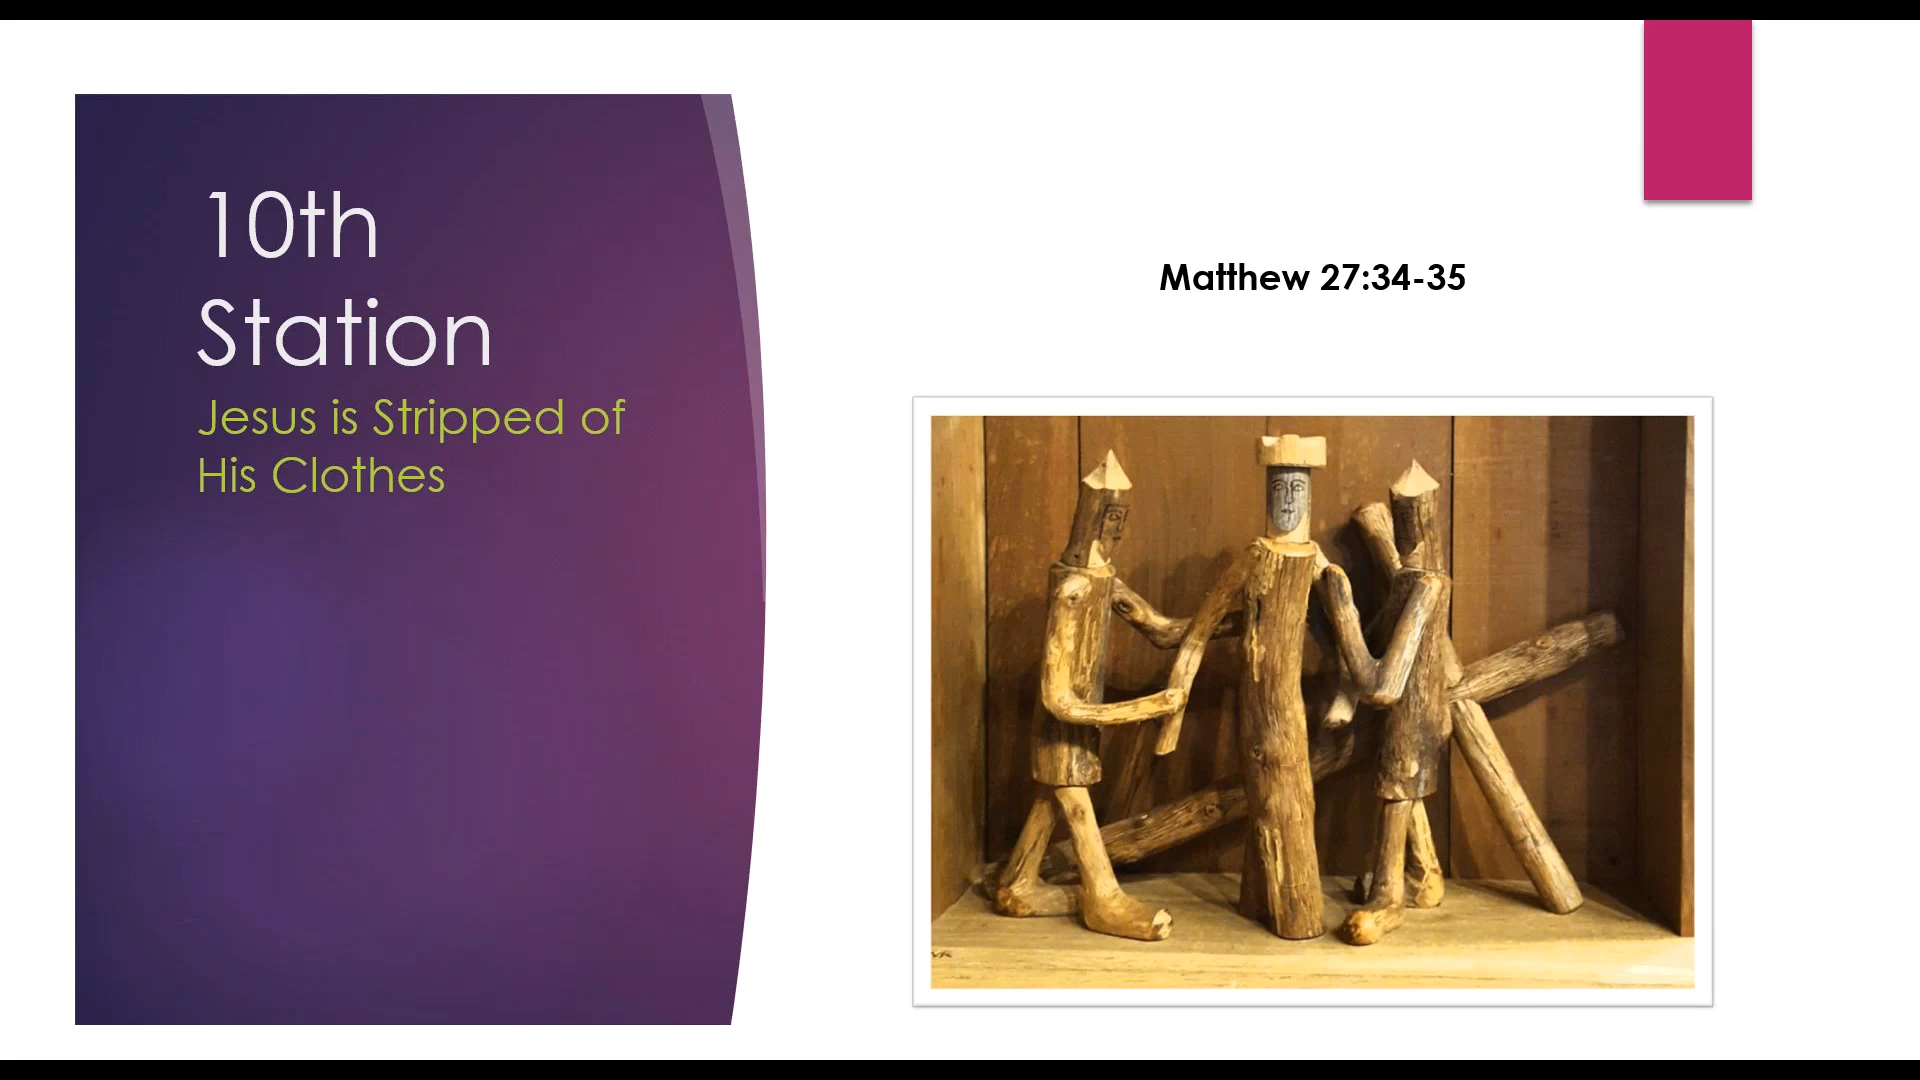 10th
Station
Jesus is Stripped of
His Clothes
Matthew 27:34-35